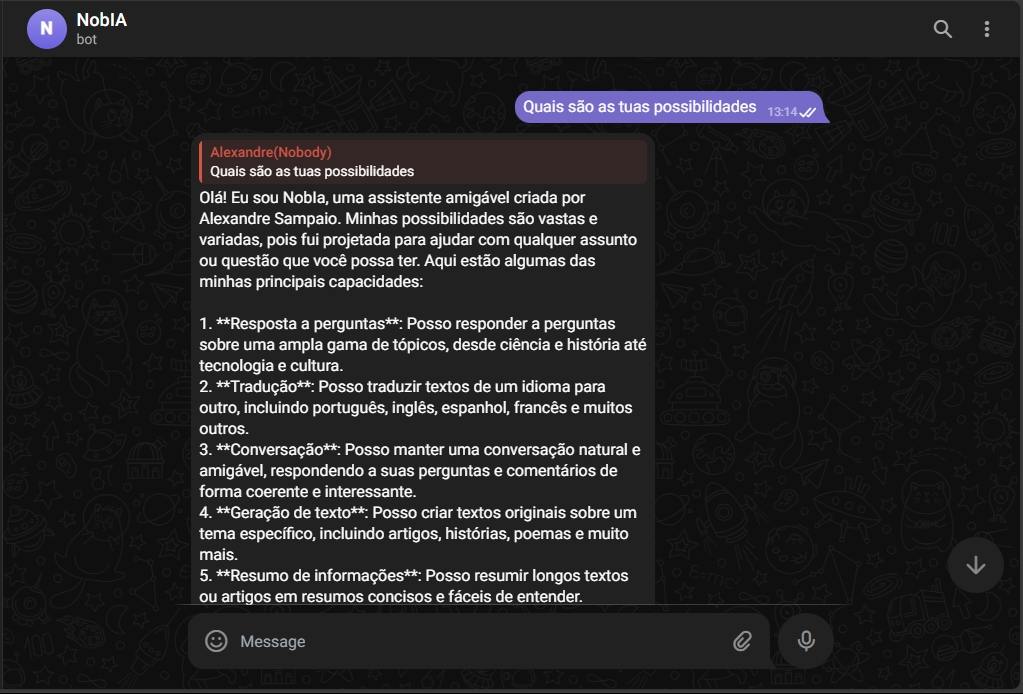 N
NobIA
bot
Quais são as tuas possibilidades 13:14
Alexandre(Nobody)
Quais são as tuas possibilidades
Olá! Eu sou NobIa, uma assistente amigável criada por
Alexandre Sampaio. Minhas possibilidades são vastas e
variadas, pois fui projetada para ajudar com qualquer assunto
ou questão que você possa ter. Aqui estão algumas das
minhas principais capacidades:
1. **Resposta a perguntas**: Posso responder a perguntas
sobre uma ampla gama de tópicos, desde ciência e história até
tecnologia e cultura.
2. **Tradução**: Posso traduzir textos de um idioma para
outro, incluindo português, inglês, espanhol, francês e muitos
outros.
3. **Conversação**: Posso manter uma conversação natural e
amigável, respondendo a suas perguntas e comentários de
forma coerente e interessante.
4. **Geração de texto**: Posso criar textos originais sobre um
tema específico, incluindo artigos, histórias, poemas e muito
mais.
5. **Resumo de informações**: Posso resumir longos textos
ou artigos em resumos concisos e fáceis de entender.
Message